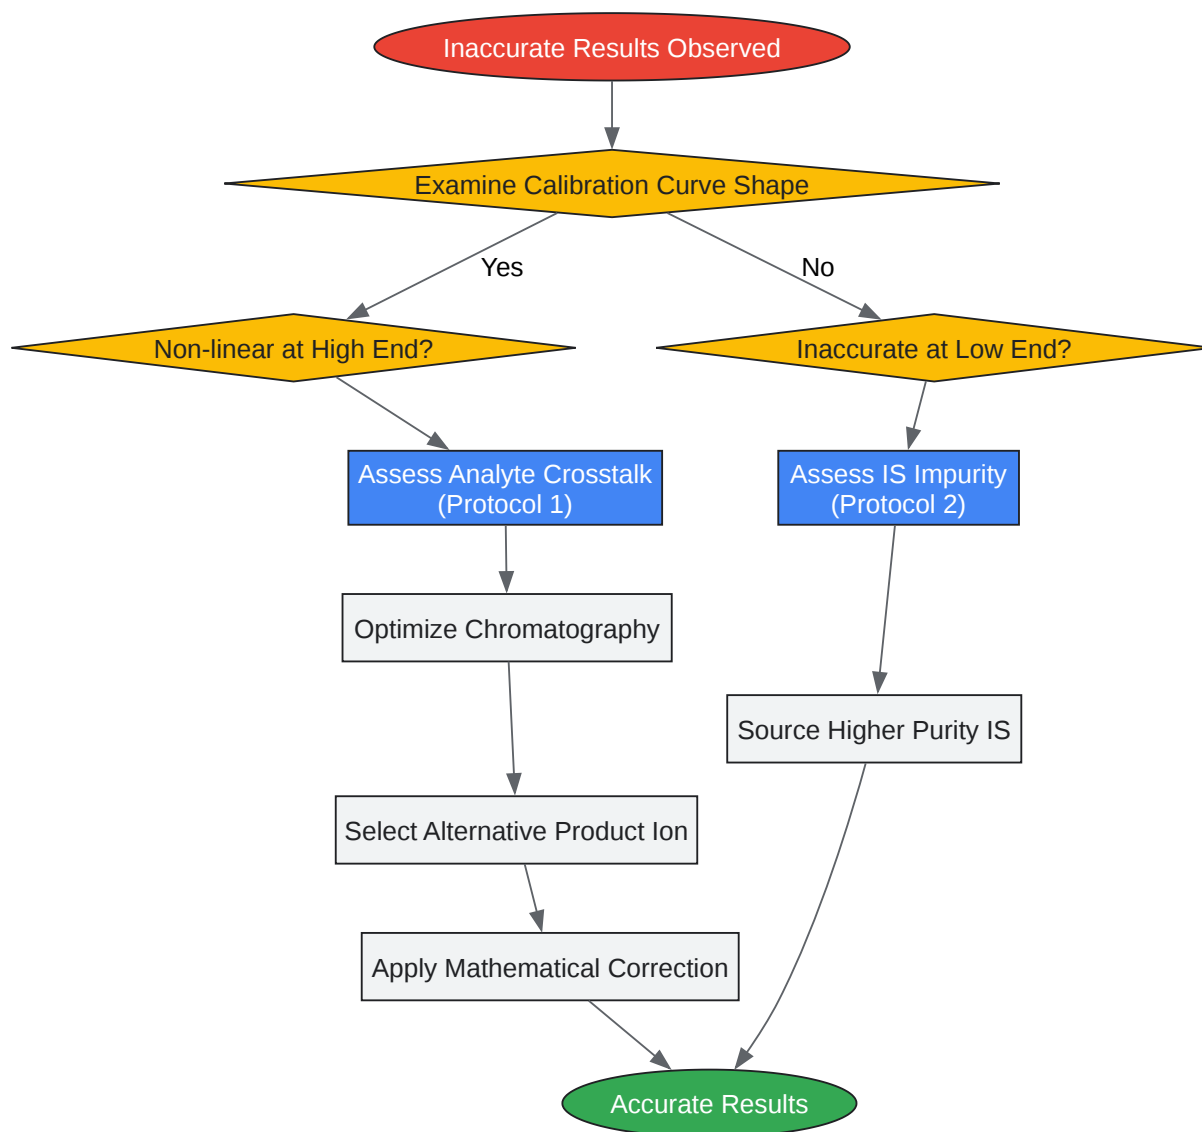 Inaccurate Results Observed
Examine Calibration Curve Shape
Yes
No
Non-linear at High End?
Inaccurate at Low End?
Assess Analyte Crosstalk
(Protocol 1)
Assess IS Impurity
(Protocol 2)
Optimize Chromatography
Source Higher Purity IS
Select Alternative Product Ion
Apply Mathematical Correction
Accurate Results